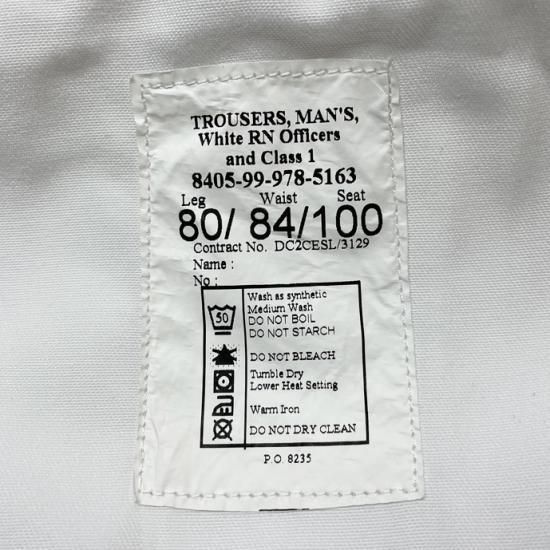 TROUSERS, MAN'S,
White RN Officers
and Class 1
8405-99-978-5163
Leg Waist Seat
80/ 84/100
Contract No. DC2CESL/3129
Name :
No :
50
Wash as synthetic
Medium Wash
DO NOT BOIL
DO NOT STARCH
DO NOT BLEACH
Tumble Dry
Lower Heat Setting
Warm Iron
DO NOT DRY CLEAN
P.O. 8235